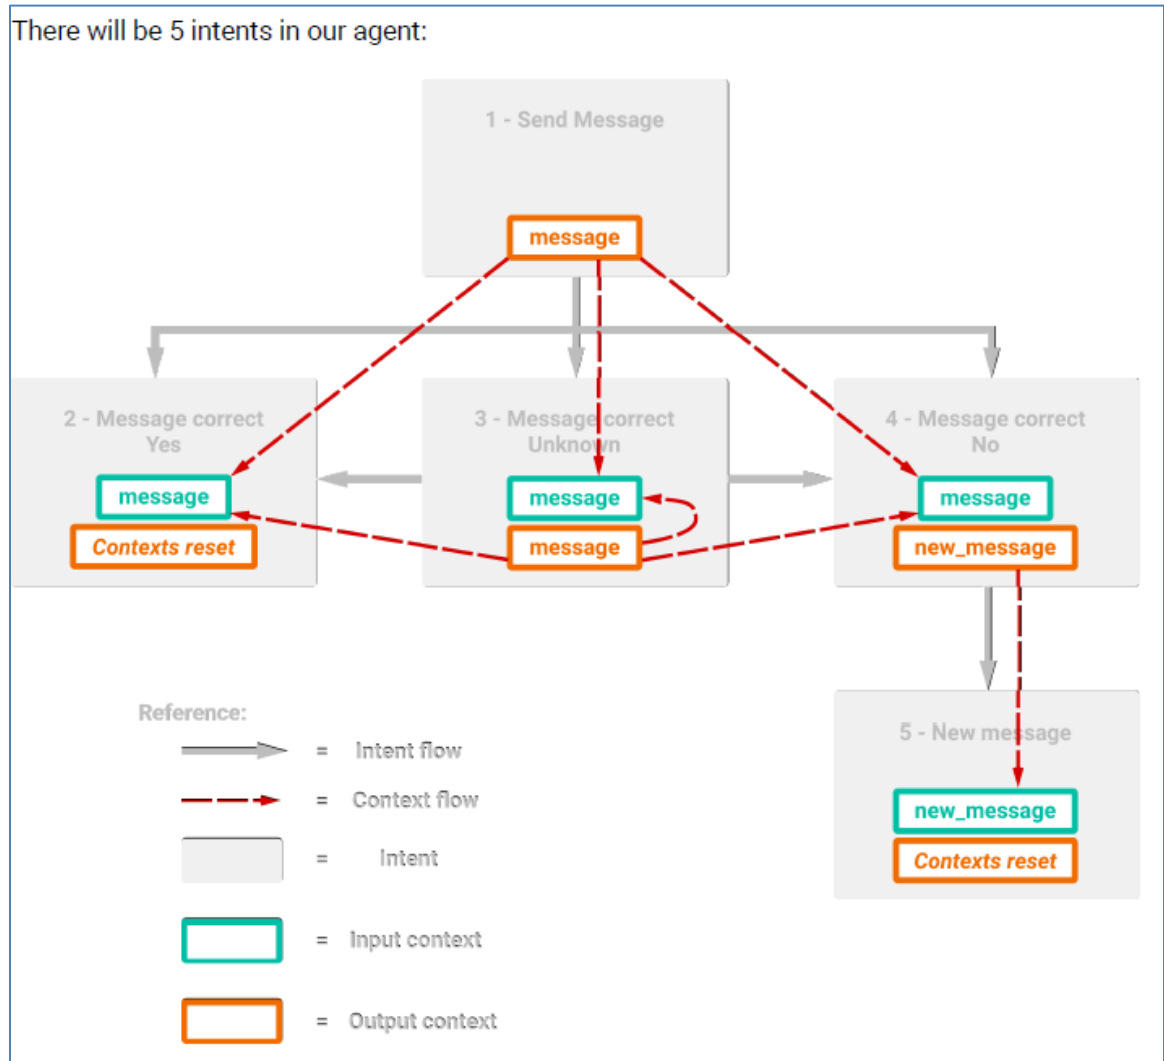 There will be 5 intents in our agent:
1 - Send Message
message
2 - Message correct
Yes
message
Contexts reset
3 - Message correct
Unknown
message
message
4 - Message correct
No
message
new_message
5 - New message
new_message
Contexts reset
Reference:
= Intent flow
= Context flow
= Intent
= Input context
= Output context